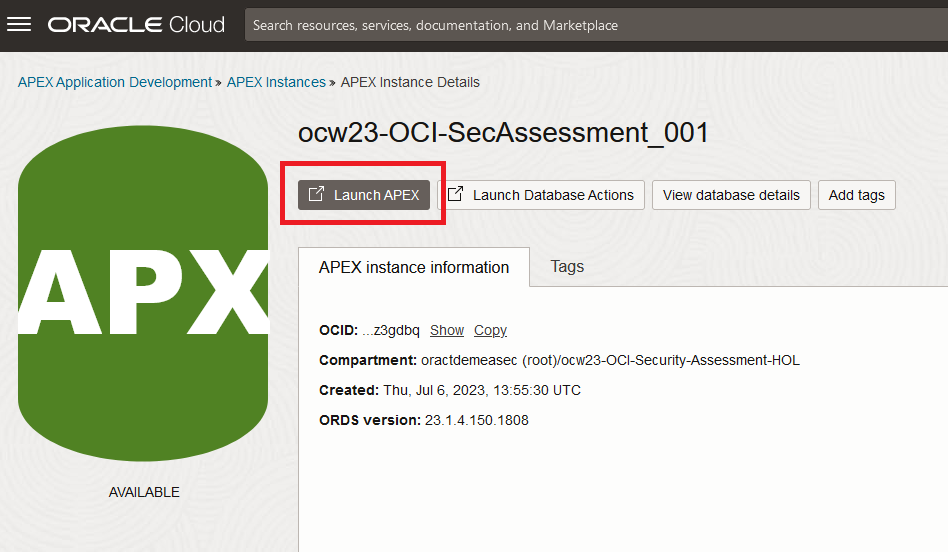 ORACLE Cloud
Search resources, services, documentation, and Marketplace
APEX Application Development » APEX Instances » APEX Instance Details
APX
AVAILABLE
ocw23-OCI-SecAssessment_001
Launch APEX
Launch Database Actions
View database details
Add tags
APEX instance information
Tags
OCID: ...z3gdbq Show Copy
Compartment: oractdemeasec (root)/ocw23-OCI-Security-Assessment-HOL
Created: Thu, Jul 6, 2023, 13:55:30 UTC
ORDS version: 23.1.4.150.1808